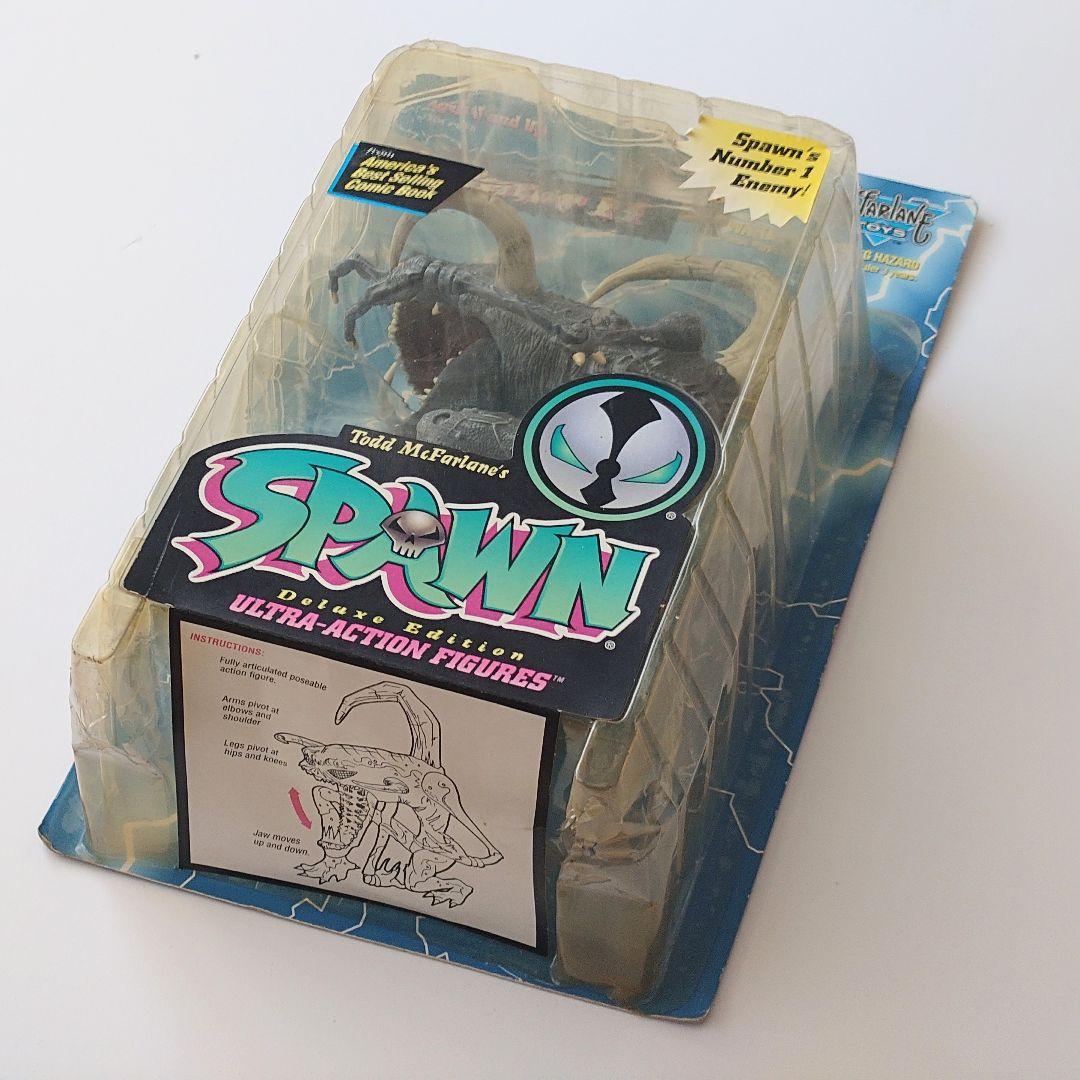 from
America's
Best Selling
Comic Book
Spawn's
Number 1
Enemy!
TOYS
HAZARD
Todd McFarlane's
SPAWN
®
Deluxe Edition
ULTRA-ACTION FIGURES™
®
INSTRUCTIONS:
Fully articulated poseable
action figure.
Arms pivot at
elbows and
shoulder
Legs pivot at
hips and knees
Jaw moves
up and down.